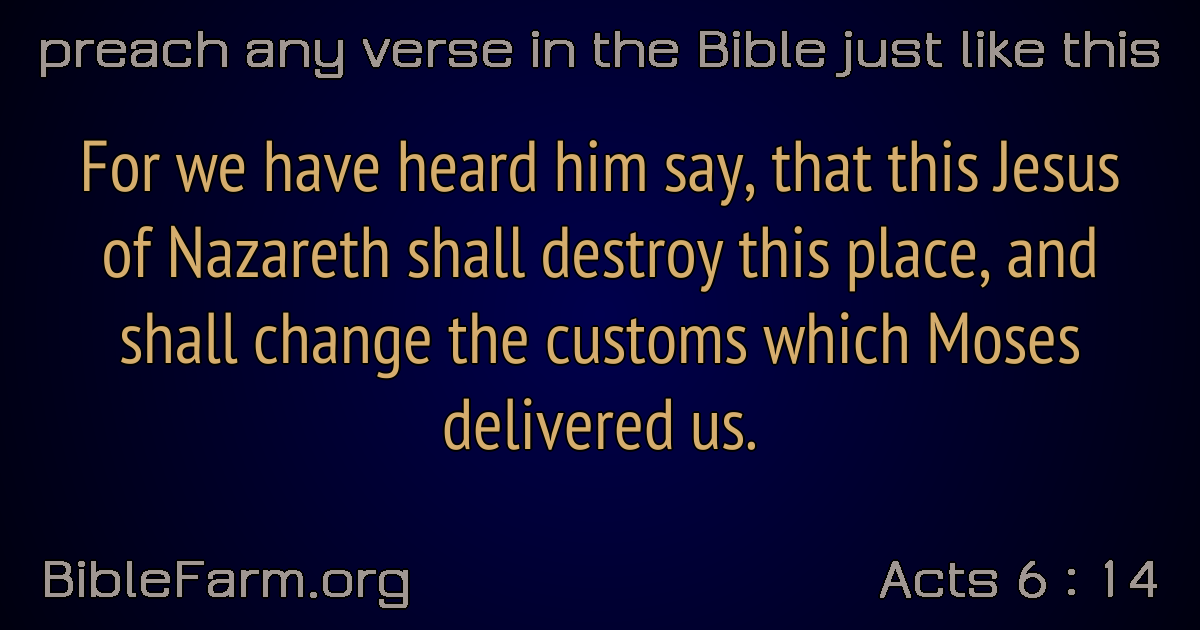 preach any verse in the Bible just like this
For we have heard him say, that this Jesus
of Nazareth shall destroy this place, and
shall change the customs which Moses
delivered us.
BibleFarm.org
Acts 6 : 14